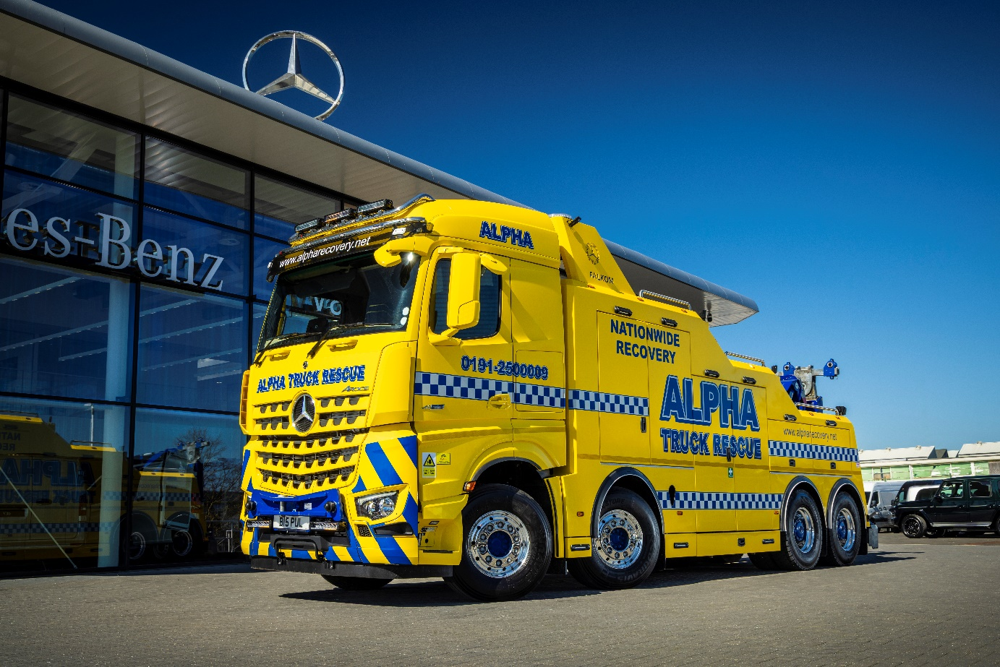 es-Benz
www.alpharecovery.net
ALPHA
FALKOM
ALPHA TRUCK RESCUE
AROCS
0191-2500009
NATIONWIDE
RECOVERY
ALPHA
TRUCK RESCUE
www.alpharecovery.net
B15 PUL